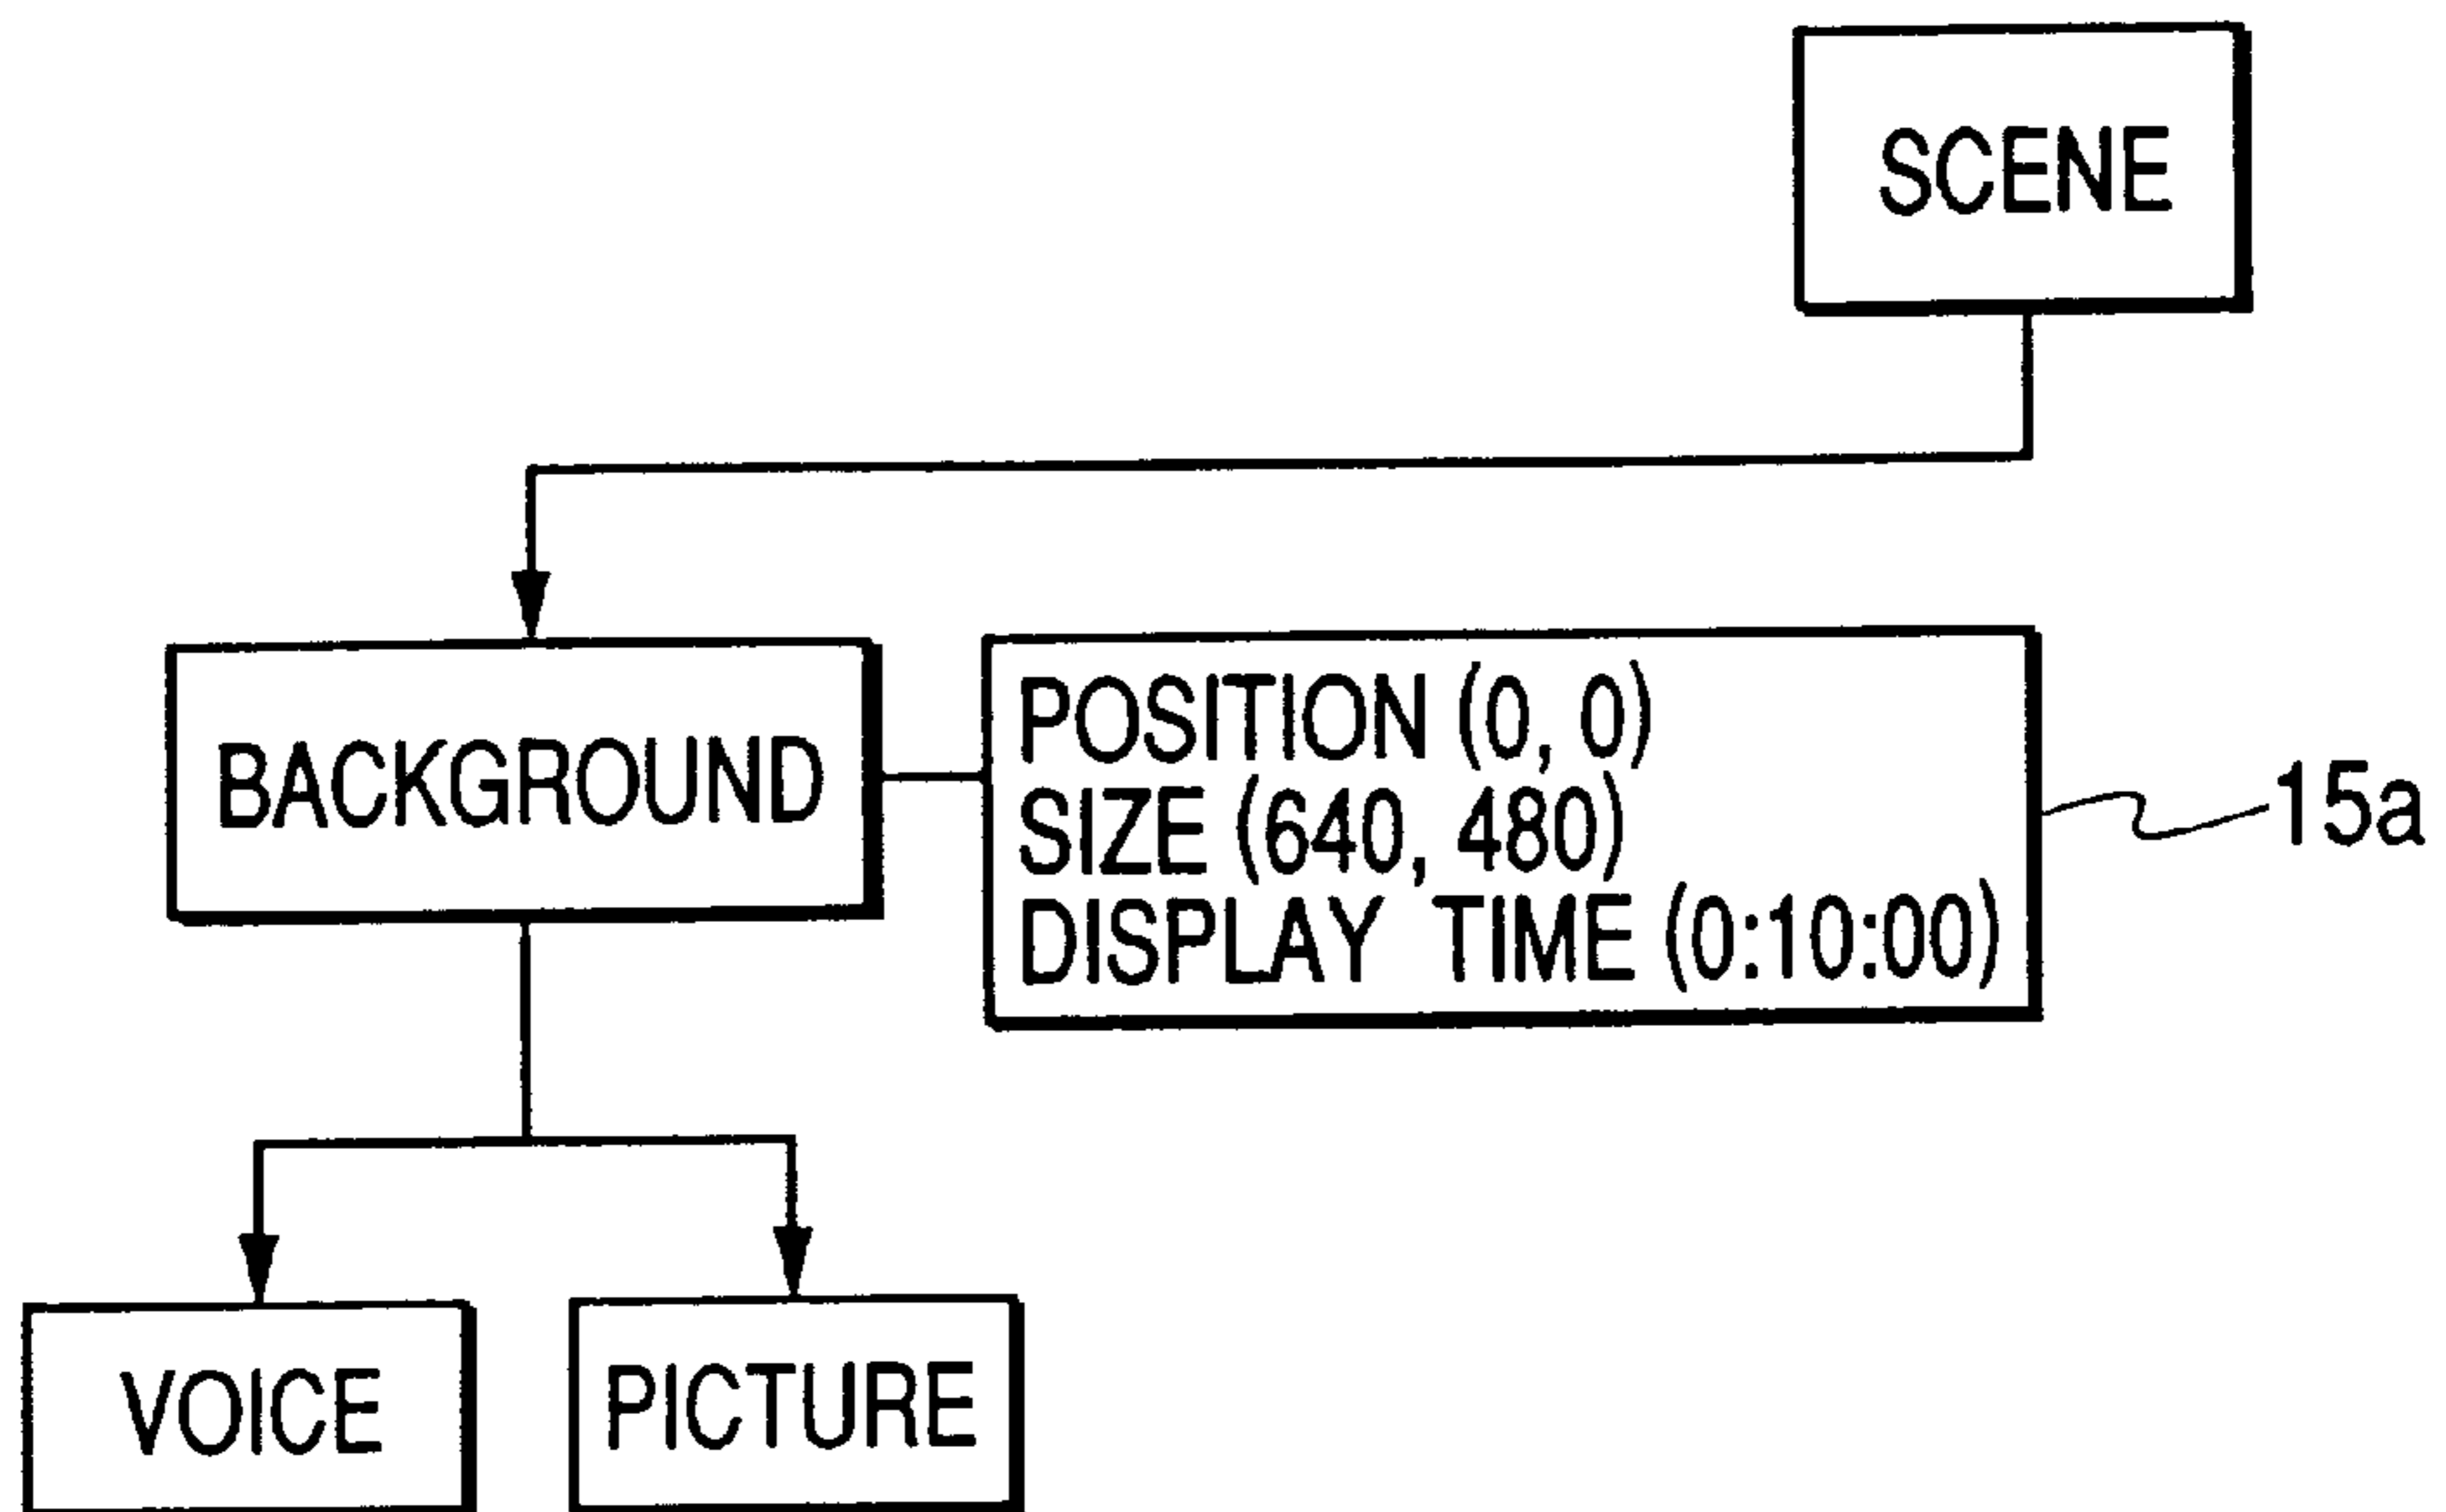 SCENE
BACKGROUND
POSITION (0, 0)
SIZE (640, 480)
DISPLAY TIME (0:10:00)
15a
VOICE
PICTURE